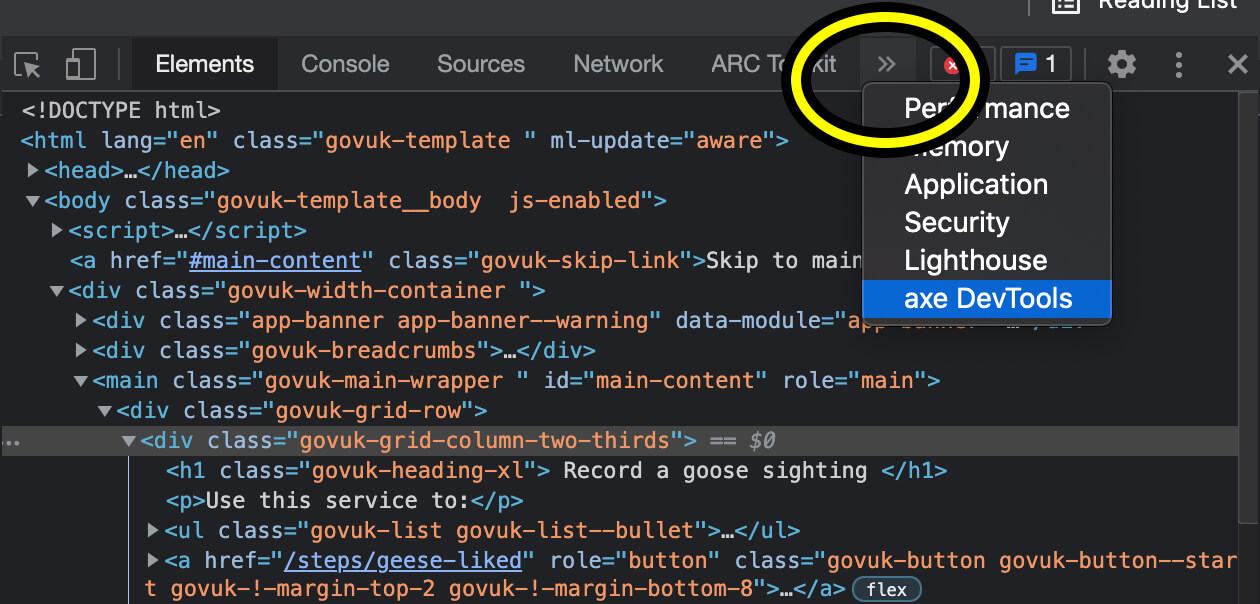 Reading List
Elements Console Sources Network ARC To kit » 1
Performance
Memory
Application
Security
Lighthouse
axe DevTools
<!DOCTYPE html>
<html lang="en" class="govuk-template " ml-update="aware">
<head>…</head>
<body class="govuk-template__body  js-enabled">
<script>…</script>
<a href="#main-content" class="govuk-skip-link">Skip to main
<div class="govuk-width-container ">
<div class="app-banner app-banner--warning" data-module="app-banner" …</div>
<div class="govuk-breadcrumbs">…</div>
<main class="govuk-main-wrapper " id="main-content" role="main">
<div class="govuk-grid-row">
… <div class="govuk-grid-column-two-thirds"> == $0
<h1 class="govuk-heading-xl"> Record a goose sighting </h1>
<p>Use this service to:</p>
<ul class="govuk-list govuk-list--bullet">…</ul>
<a href="/steps/geese-liked" role="button" class="govuk-button govuk-button--star
t govuk-!-margin-top-2 govuk-!-margin-bottom-8">…</a> flex